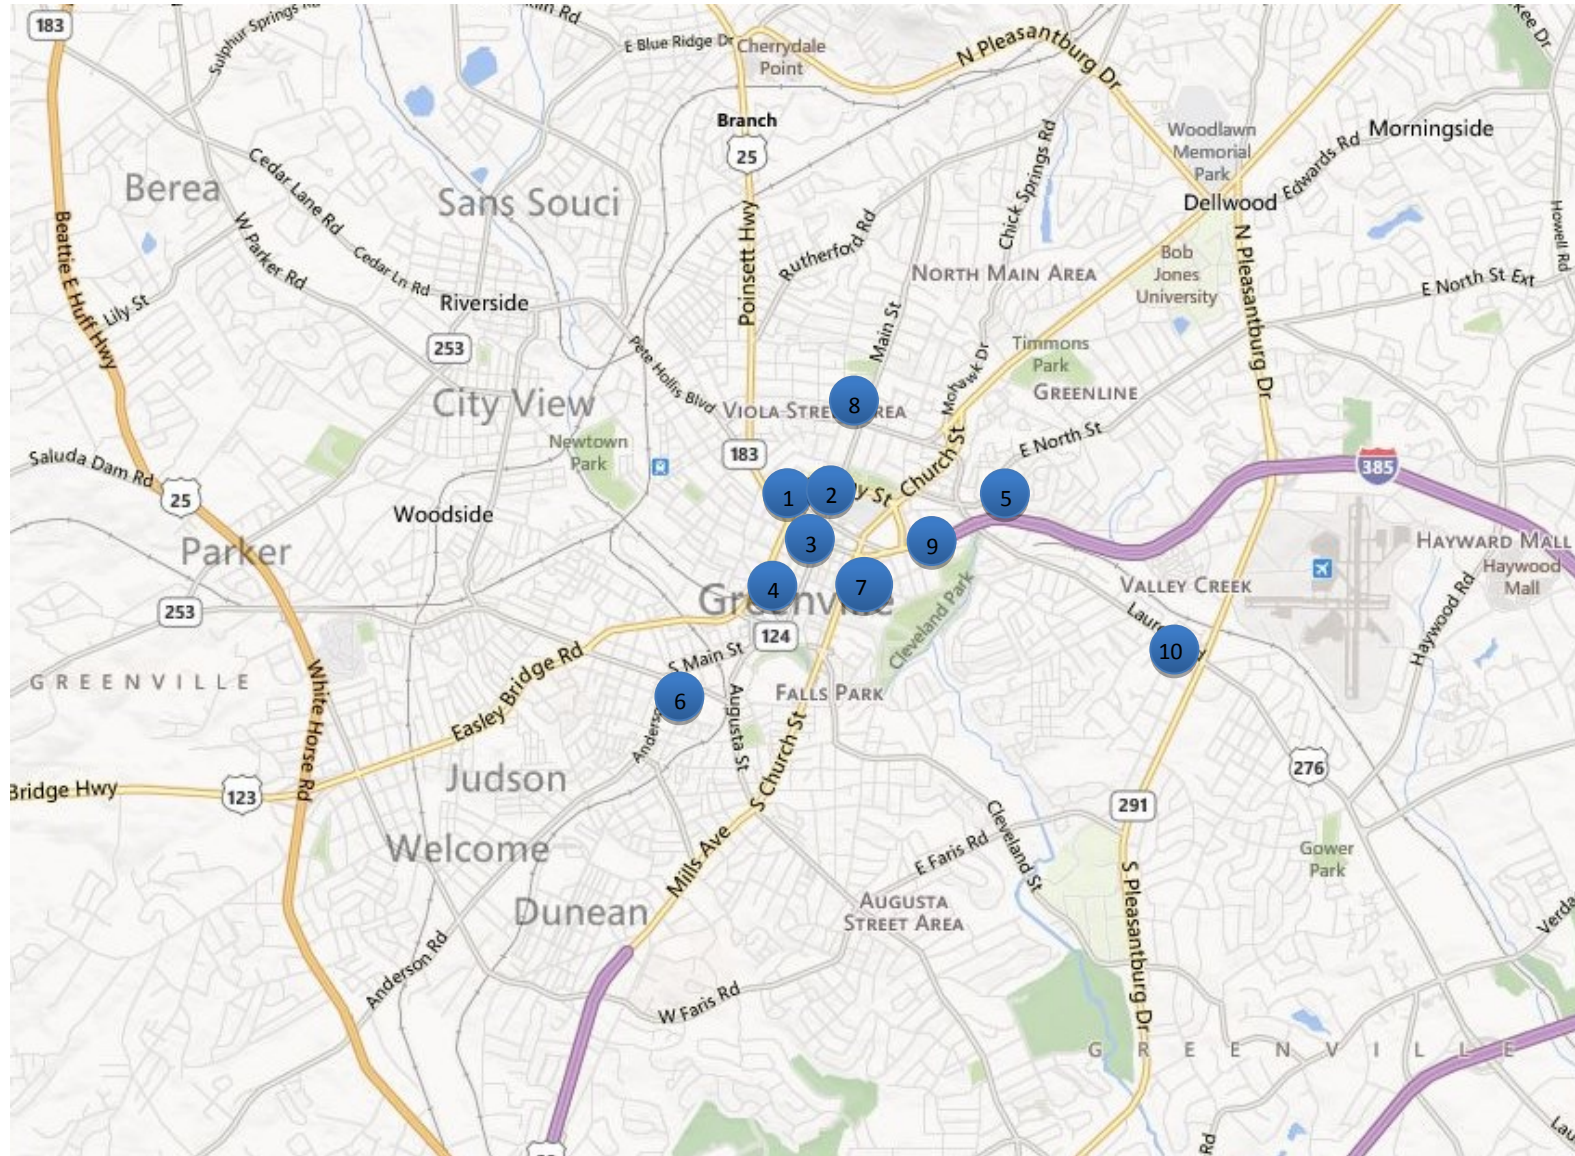 183
Sulphur Springs
Rd
E Blue Ridge Dr
Cherrydale
Point
N Pleasantburg Dr
Branch
25
Woodlawn
Memorial
Park
Morningside
Edwards Rd
Dellwood
Berea
Cedar Lane Rd
Sans Souci
Chick Springs Rd
Howell Rd
Beattie E Huff Hwy
W Parker Rd
Cedar Ln Rd
Poinsett Hwy
Rutherford Rd
NORTH MAIN AREA
Bob
Jones
University
N Pleasantburg Dr
E North St Ext
Lily St
Riverside
253
Main St
Pete Hollis Blvd
Timmons
Park
Mohawk Dr
GREENLINE
City View
8
VIOLA STRE
REA
Newtown
Park
183
Church St
E North St
Saluda Dam Rd
25
385
1
2
y St
5
Woodside
3
9
Parker
HAYWARD MALL
Haywood
Mall
4
7
VALLEY CREEK
253
124
Cleveland Park
Haywood Rd
10
S Main St
GREENVILLE
White Horse Rd
Easley Bridge Rd
6
FALLS PARK
Augusta St
S Church St
Judson
276
Bridge Hwy
123
291
Cleveland St
Welcome
Mills Ave
E Faris Rd
Gower
Park
S Pleasantburg Dr
Dunean
AUGUSTA
STREET AREA
Anderson Rd
W Faris Rd
GREENVILLE
Rd